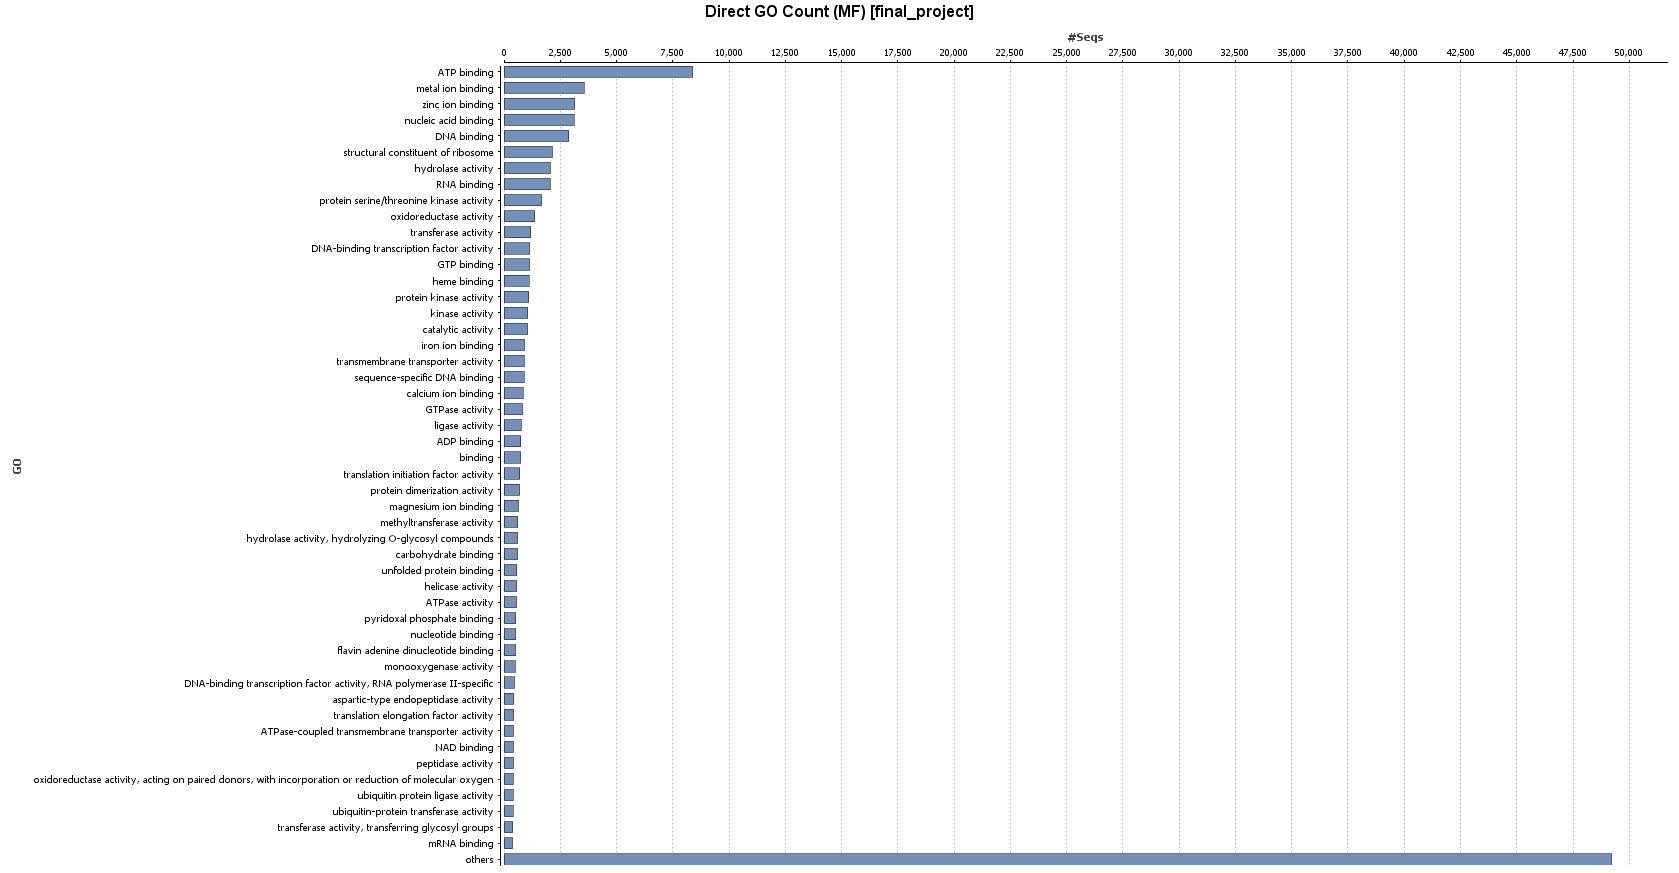 Direct GO Count (MF) [final_project]
#Seqs
0 2,500 5,000 7,500 10,000 12,500 15,000 17,500 20,000 22,500 25,000 27,500 30,000 32,500 35,000 37,500 40,000 42,500 45,000 47,500 50,000
ATP binding
metal ion binding
zinc ion binding
nucleic acid binding
DNA binding
structural constituent of ribosome
hydrolase activity
RNA binding
protein serine/threonine kinase activity
oxidoreductase activity
transferase activity
DNA-binding transcription factor activity
GTP binding
heme binding
protein kinase activity
kinase activity
catalytic activity
iron ion binding
transmembrane transporter activity
sequence-specific DNA binding
calcium ion binding
GTPase activity
ligase activity
ADP binding
binding
GO
translation initiation factor activity
protein dimerization activity
magnesium ion binding
methyltransferase activity
hydrolase activity, hydrolyzing O-glycosyl compounds
carbohydrate binding
unfolded protein binding
helicase activity
ATPase activity
pyridoxal phosphate binding
nucleotide binding
flavin adenine dinucleotide binding
monooxygenase activity
DNA-binding transcription factor activity, RNA polymerase II-specific
aspartic-type endopeptidase activity
translation elongation factor activity
ATPase-coupled transmembrane transporter activity
NAD binding
peptidase activity
oxidoreductase activity, acting on paired donors, with incorporation or reduction of molecular oxygen
ubiquitin protein ligase activity
ubiquitin-protein transferase activity
transferase activity, transferring glycosyl groups
mRNA binding
others